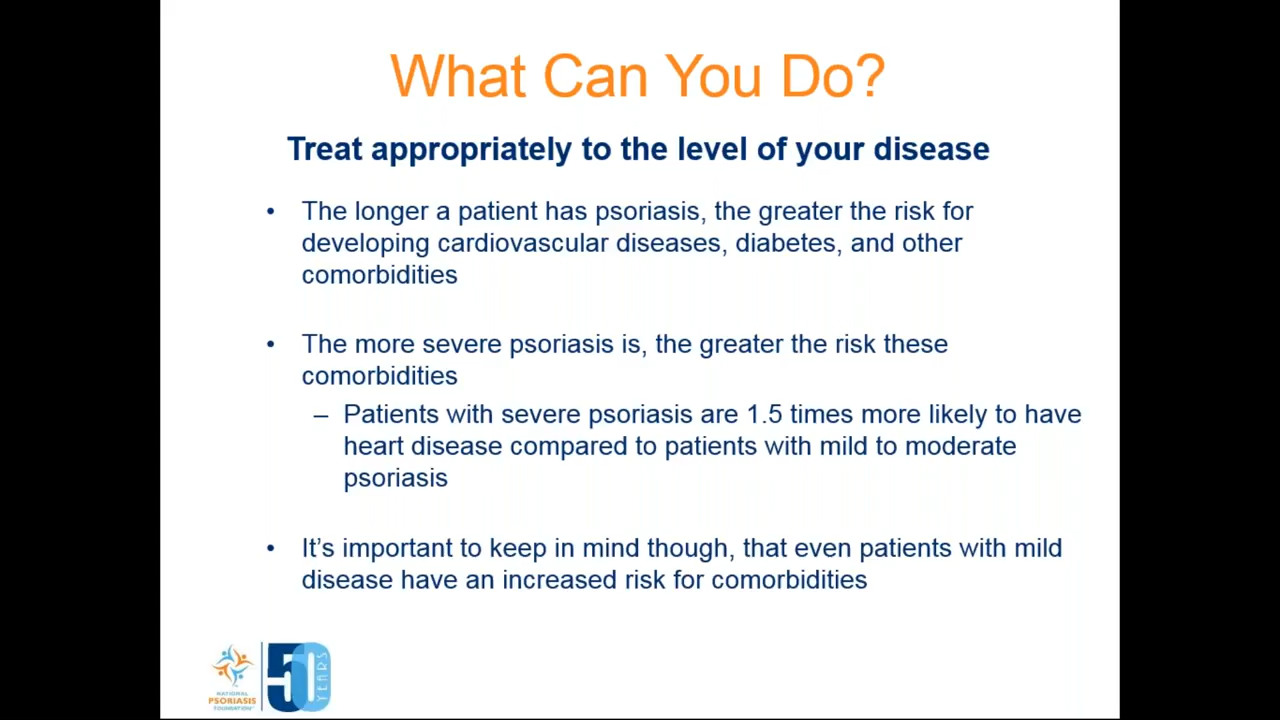 What Can You Do?
Treat appropriately to the level of your disease
• The longer a patient has psoriasis, the greater the risk for
developing cardiovascular diseases, diabetes, and other
comorbidities
• The more severe psoriasis is, the greater the risk these
comorbidities
– Patients with severe psoriasis are 1.5 times more likely to have
heart disease compared to patients with mild to moderate
psoriasis
• It's important to keep in mind though, that even patients with mild
disease have an increased risk for comorbidities
NATIONAL
PSORIASIS
FOUNDATION
50
YEARS